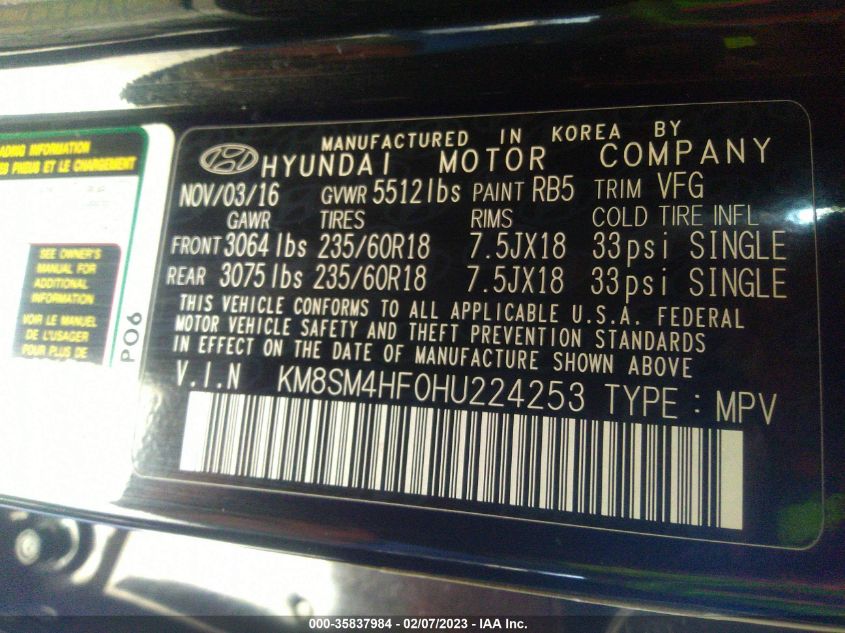 ADING INFORMATION
ES PNEUS ET LE CHARGEMENT
SEE OWNER'S
MANUAL FOR
ADDITIONAL
INFORMATION
VOIR LE MANUEL
DE L'USAGER
POUR PLUS DE
PO6
MANUFACTURED IN KOREA BY
HYUNDAI MOTOR COMPANY
NOV/03/16 GVWR 5512lbs PAINT RB5 TRIM VFG
GAWR TIRES RIMS COLD TIRE INFL
FRONT 3064 lbs 235/60R18 7.5JX18 33psi SINGLE
REAR 3075 lbs 235/60R18 7.5JX18 33psi SINGLE
THIS VEHICLE CONFORMS TO ALL APPLICABLE U.S.A. FEDERAL
MOTOR VEHICLE SAFETY AND THEFT PREVENTION STANDARDS
IN EFFECT ON THE DATE OF MANUFACTURE SHOWN ABOVE
V.I.N KM8SM4HF0HU224253 TYPE : MPV
000-35837984 - 02/07/2023 - IAA Inc.